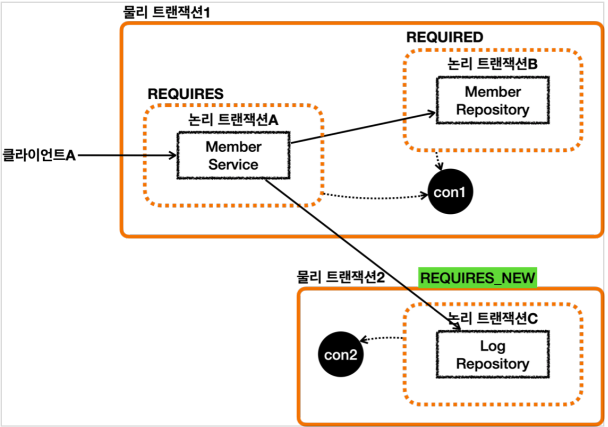 물리 트랜잭션1
REQUIRED
논리 트랜잭션B
Member
Repository
REQUIRES
논리 트랜잭션A
Member
Service
클라이언트A
con1
물리 트랜잭션2
REQUIRES_NEW
논리 트랜잭션C
Log
Repository
con2